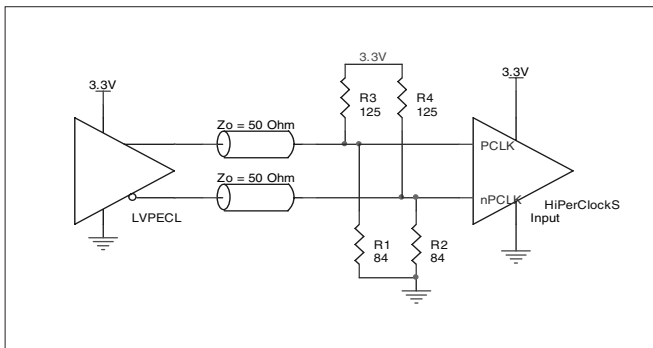 3.3V
3.3V
3.3V
R3
125
R4
125
Zo = 50 Ohm
PCLK
Zo = 50 Ohm
nPCLK
HiPerClockS
Input
LVPECL
R1
84
R2
84